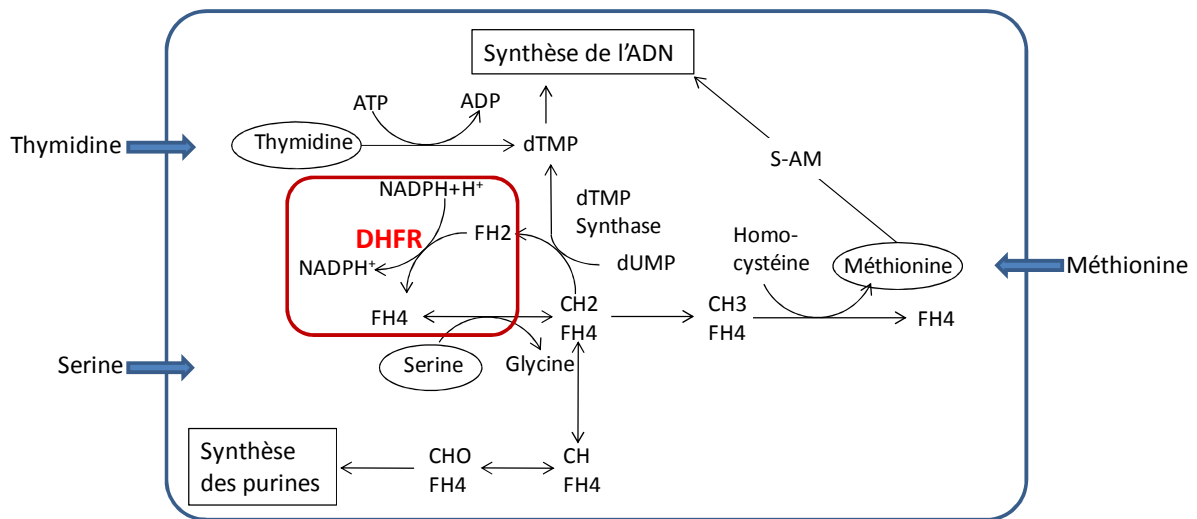 Synthèse de l'ADN
ATP
ADP
Thymidine
Thymidine
dTMP
S-AM
NADPH+H⁺
dTMP
Synthase
DHFR
FH2
Homo-
cystéine
NADPH⁺
dUMP
Méthionine
Méthionine
CH2
FH4
CH3
FH4
FH4
FH4
Serine
Serine
Glycine
Synthèse
des purines
CHO
FH4
CH
FH4